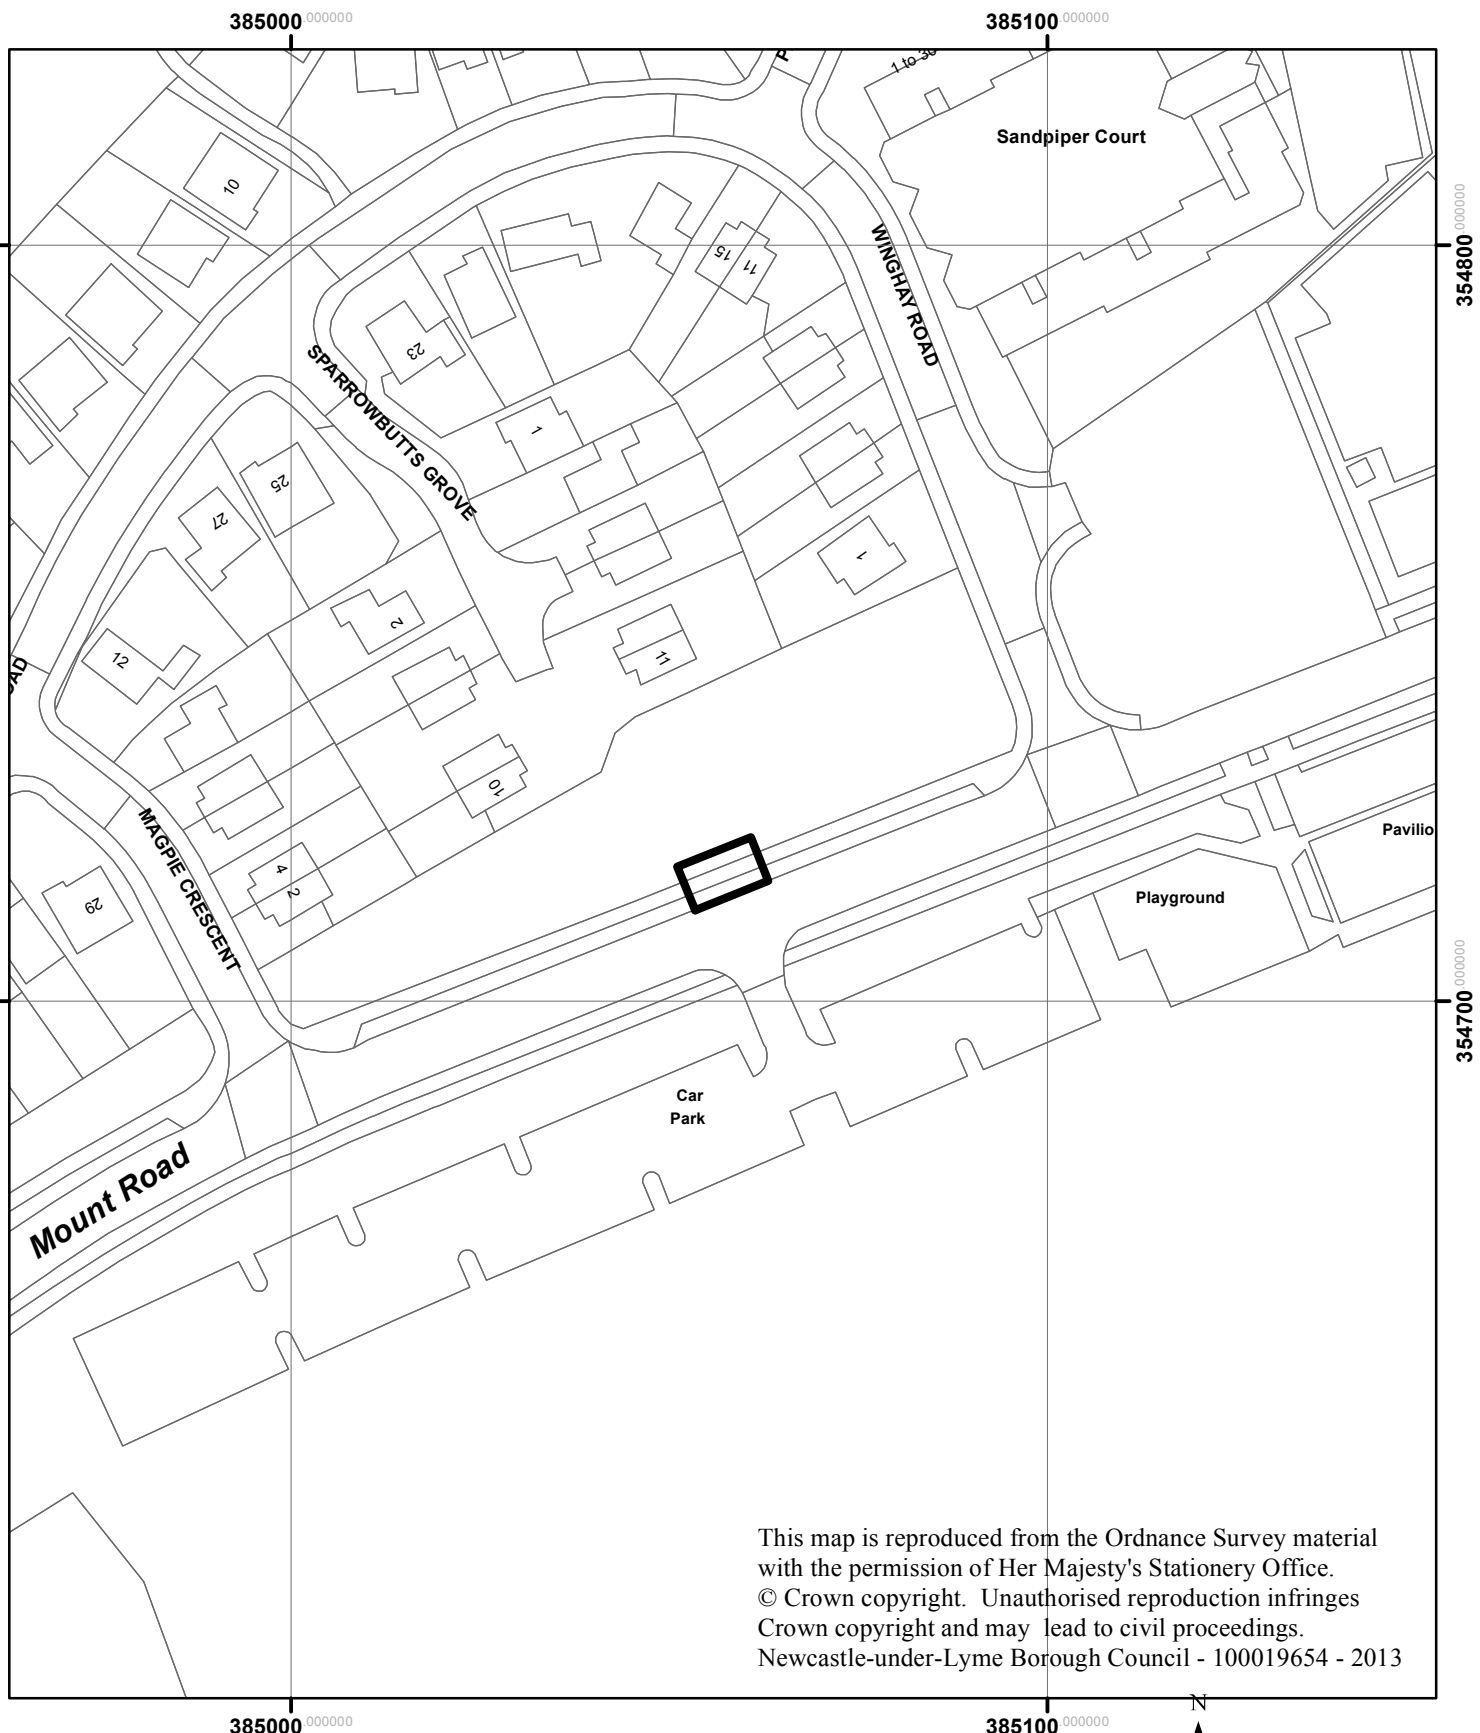 385000.000000
385100.000000
1 to 30
Sandpiper Court
10
354800.000000
15
11
WINGHAY ROAD
23
SPARROWBUTTS GROVE
1
25
27
1
2
12
11
10
MAGPIE CRESCENT
4
2
29
Pavilio
Playground
354700.000000
Car
Park
Mount Road
This map is reproduced from the Ordnance Survey material
with the permission of Her Majesty's Stationery Office.
© Crown copyright. Unauthorised reproduction infringes
Crown copyright and may lead to civil proceedings.
Newcastle-under-Lyme Borough Council - 100019654 - 2013
N
385000.000000
385100.000000